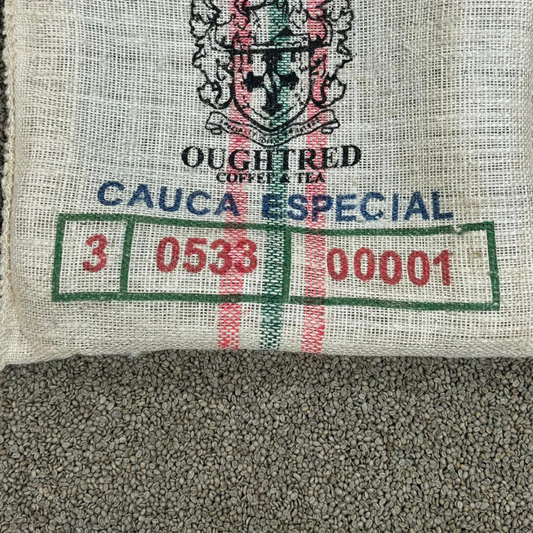 OUGHTRED
COFFEE & TEA
CAUCA ESPECIAL
3 0533 00001